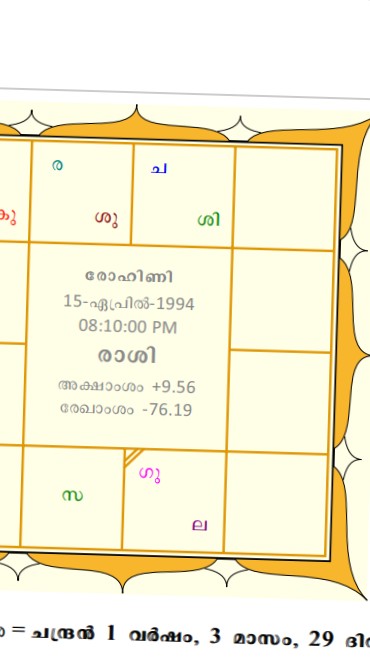 ര ച
കു ശു ശി
രോഹിണി
15-ഏപ്രിൽ-1994
08:10:00 PM
രാശി
അക്ഷാംശം +9.56
രേഖാംശം -76.19
ഗു
സ
ല
= ചന്ദ്രൻ 1 വർഷം, 3 മാസം, 29